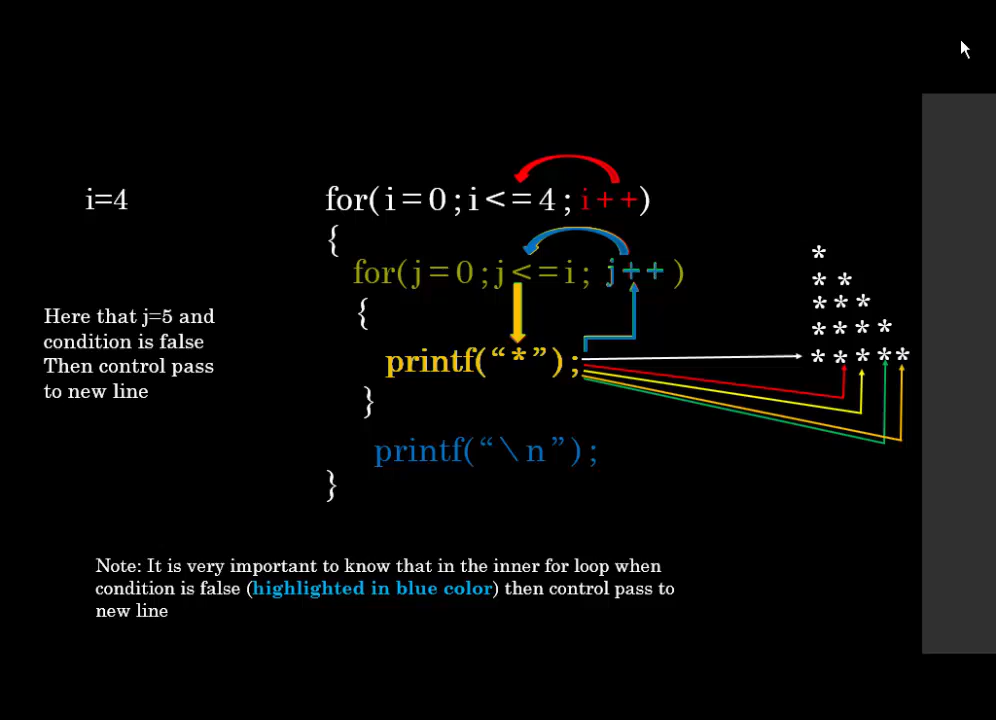 i=4
for(i=0;i<=4;i++)
{
for(j=0;j<=i; j++)
{
printf(“*”);
}
printf(“\n”);
}
Here that j=5 and
condition is false
Then control pass
to new line
*
* *
* * *
* * * *
* * * * *
Note: It is very important to know that in the inner for loop when
condition is false (highlighted in blue color) then control pass to
new line